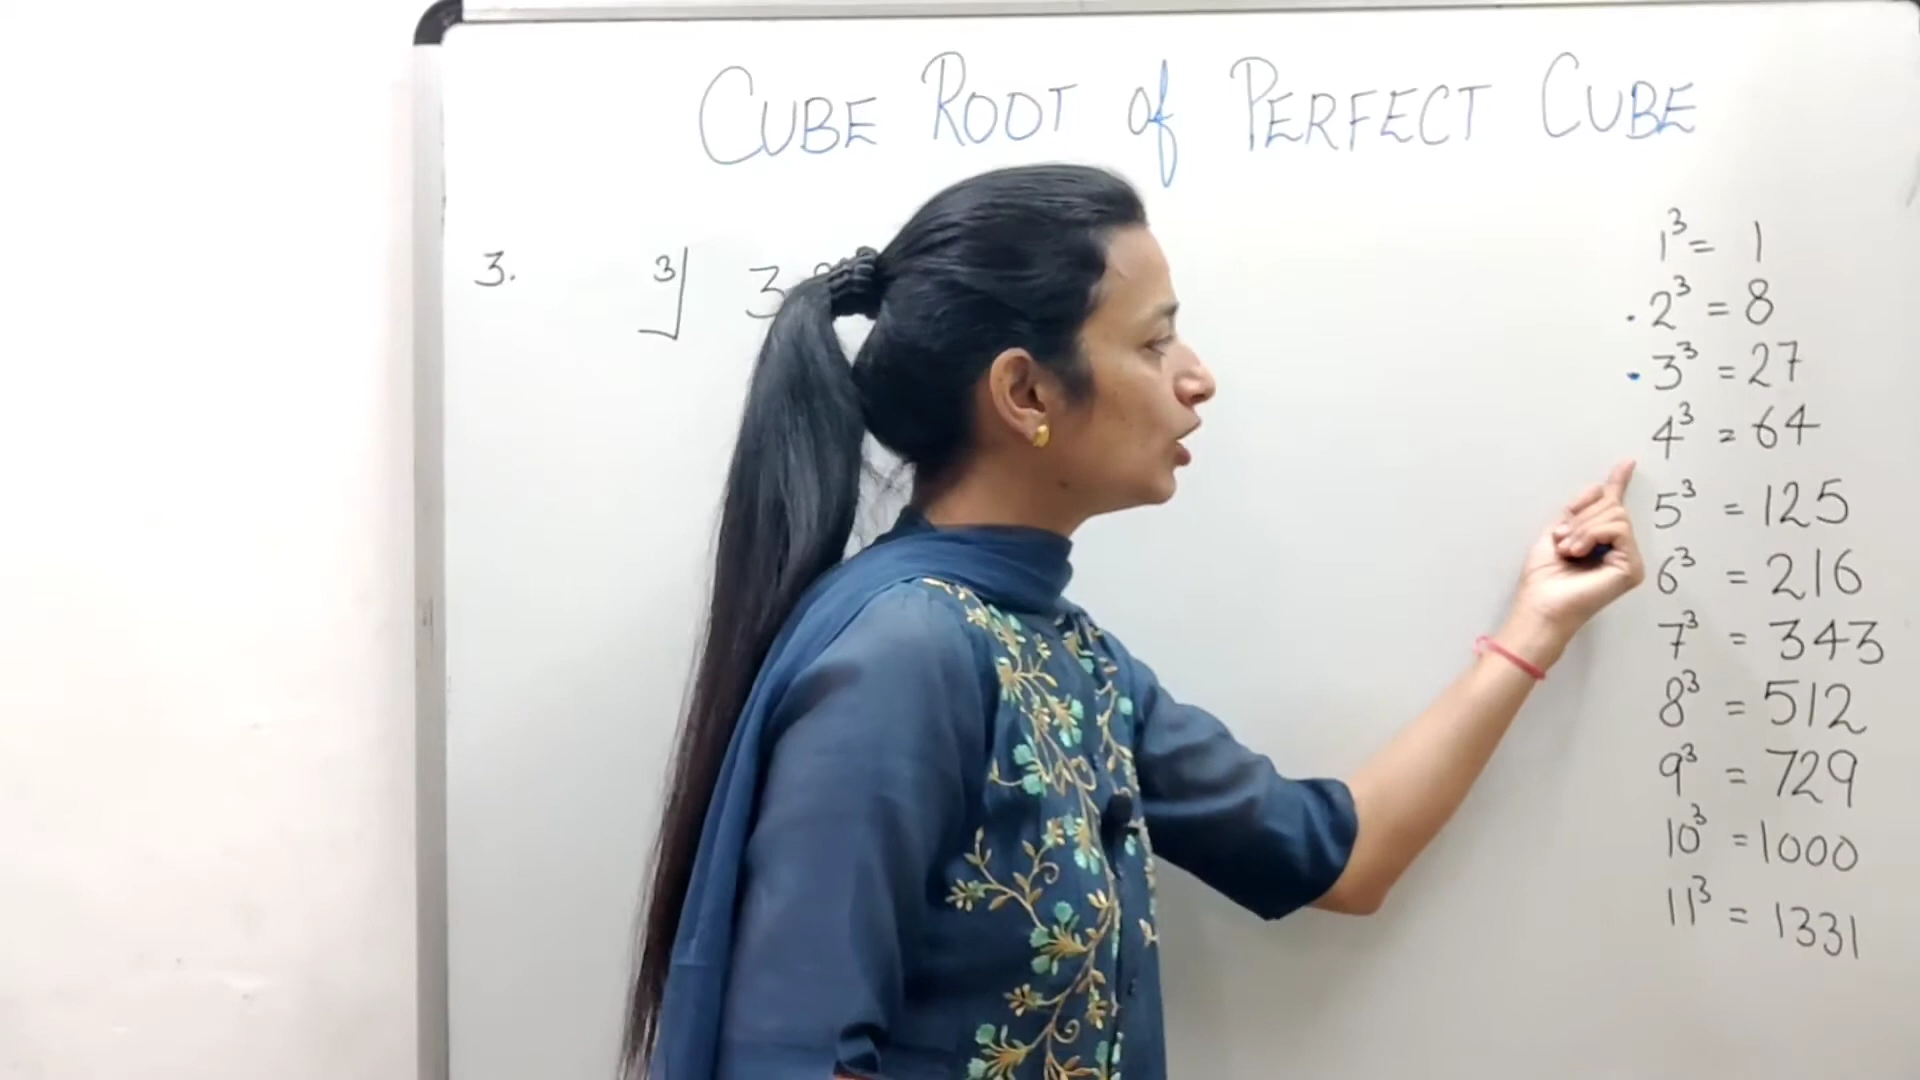 CUBE ROOT of PERFECT CUBE
3. ∛ 3
1³ = 1
· 2³ = 8
· 3³ = 27
4³ = 64
5³ = 125
6³ = 216
7³ = 343
8³ = 512
9³ = 729
10³ = 1000
11³ = 1331